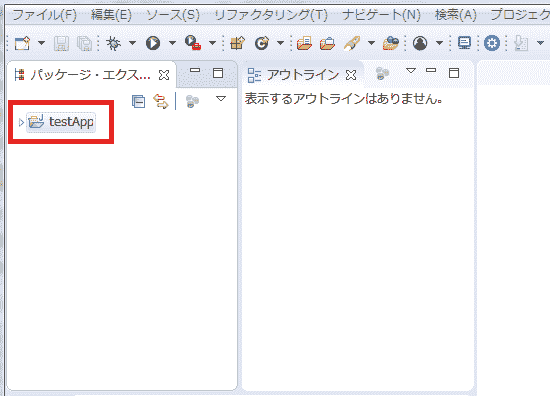 ファイル(F) 編集(E) ソース(S) リファクタリング(T) ナビゲート(N) 検索(A) プロジェク
パッケージ・エクス...
アウトライン
表示するアウトラインはありません。
testApp